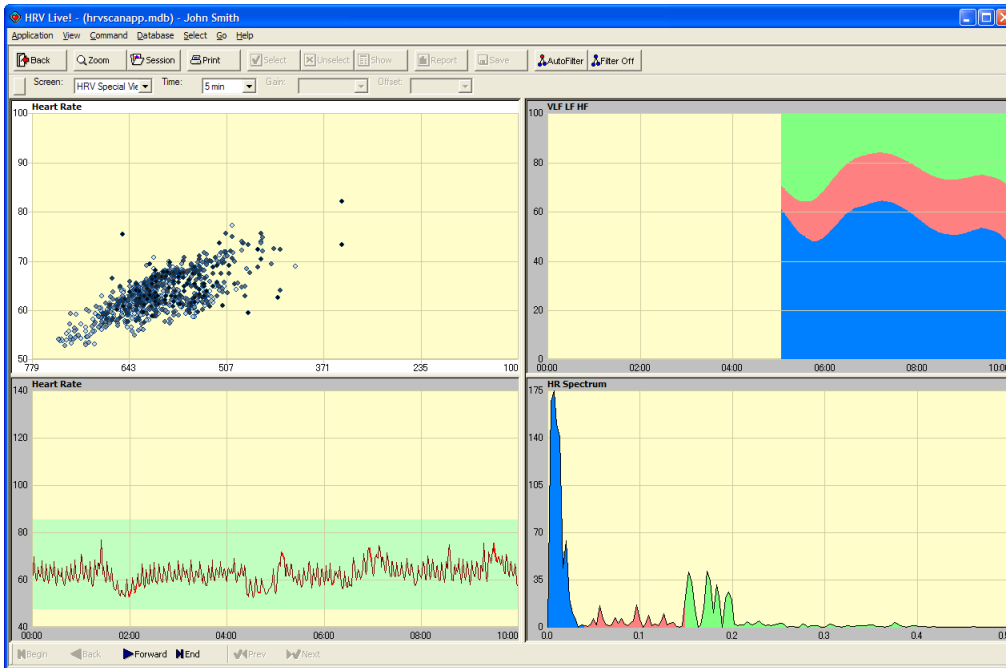 HRV Live! - (hrvscanapp.mdb) - John Smith
Application View Command Database Select Go Help
Back Zoom Session Print Select Unselect Show Report Save AutoFilter Filter Off
Screen: HRV Special Vie Time: 5 min Gain: Offset:
Heart Rate
100
90
80
70
60
50
779 643 507 371 235 100
VLF LF HF
100
80
60
40
20
0
00:00 02:00 04:00 06:00 08:00 10:00
Heart Rate
140
120
100
80
60
40
00:00 02:00 04:00 06:00 08:00 10:00
HR Spectrum
175
140
105
70
35
0
0.0 0.1 0.2 0.3 0.4 0.5
Begin Back Forward End Prev Next